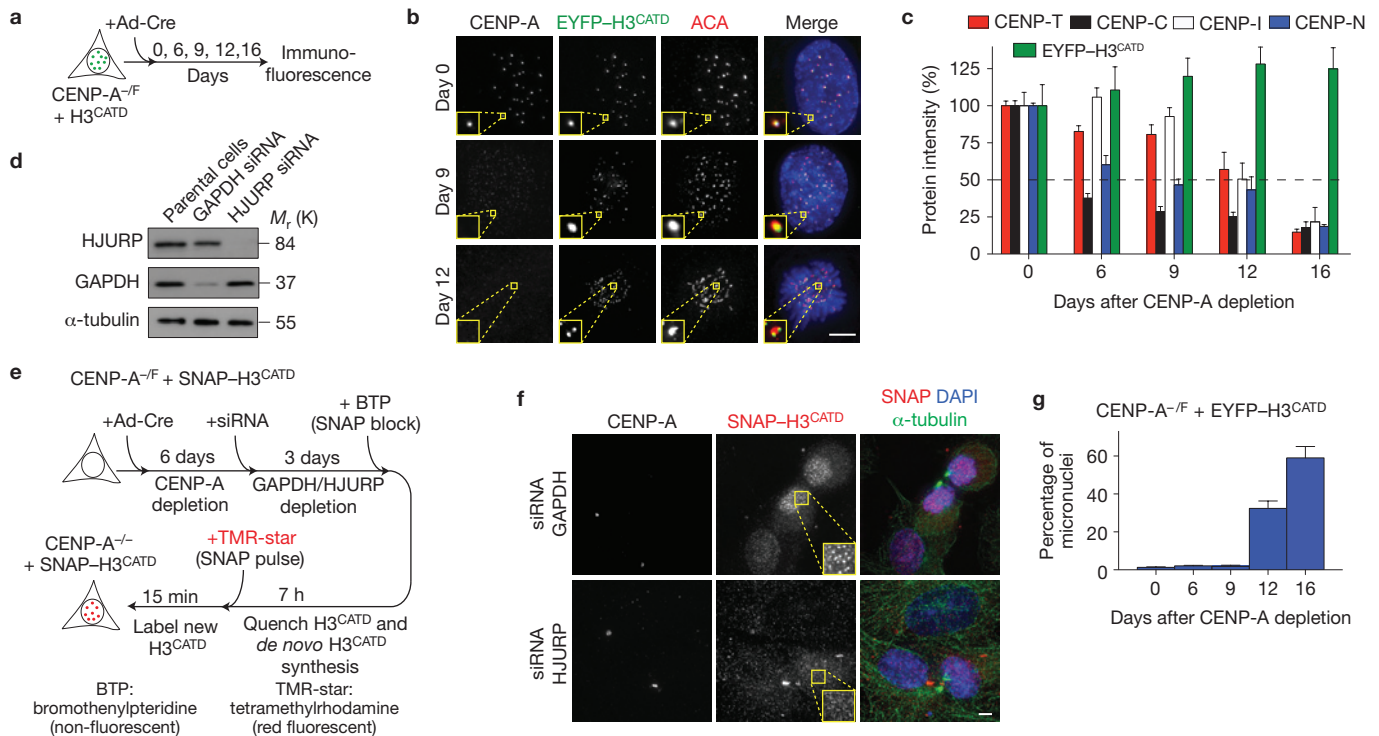 a
+Ad-Cre
0, 6, 9, 12,16
Days
Immuno-
fluorescence
CENP-A–/F
+ H3CATD
b
CENP-A EYFP–H3CATD ACA Merge
Day 0
Day 9
Day 12
c
CENP-T CENP-C CENP-I CENP-N
EYFP–H3CATD
Protein intensity (%)
125
100
75
50
25
0
0 6 9 12 16
Days after CENP-A depletion
d
Parental cells
GAPDH siRNA
HJURP siRNA
Mr (K)
HJURP 84
GAPDH 37
α-tubulin 55
e
CENP-A–/F + SNAP–H3CATD
+Ad-Cre
+siRNA
+ BTP
(SNAP block)
6 days
CENP-A
depletion
3 days
GAPDH/HJURP
depletion
CENP-A–/–
+ SNAP–H3CATD
+TMR-star
(SNAP pulse)
15 min
Label new
H3CATD
7 h
Quench H3CATD and
de novo H3CATD
synthesis
BTP:
bromothenylpteridine
(non-fluorescent)
TMR-star:
tetramethylrhodamine
(red fluorescent)
f
CENP-A SNAP–H3CATD
SNAP DAPI
α-tubulin
siRNA
GAPDH
siRNA
HJURP
g
CENP-A–/F + EYFP–H3CATD
Percentage of
micronuclei
60
40
20
0
0 6 9 12 16
Days after CENP-A depletion